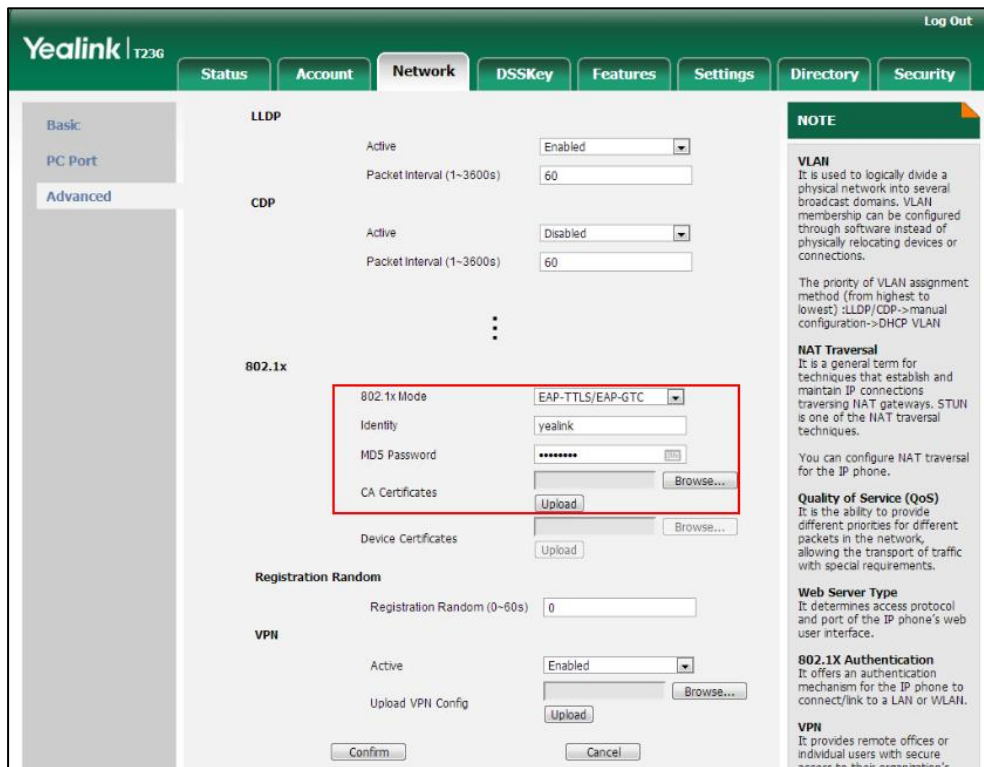 Log Out
Yealink | T23G
Status Account Network DSSKey Features Settings Directory Security
Basic
PC Port
Advanced
LLDP
Active Enabled
Packet Interval (1~3600s) 60
CDP
Active Disabled
Packet Interval (1~3600s) 60
802.1x
802.1x Mode EAP-TTLS/EAP-GTC
Identity yealink
MD5 Password ••••••••
CA Certificates Browse...
Upload
Device Certificates Browse...
Upload
Registration Random
Registration Random (0~60s) 0
VPN
Active Enabled
Upload VPN Config Browse...
Upload
Confirm Cancel
NOTE
VLAN
It is used to logically divide a
physical network into several
broadcast domains. VLAN
membership can be configured
through software instead of
physically relocating devices or
connections.
The priority of VLAN assignment
method (from highest to
lowest) :LLDP/CDP->manual
configuration->DHCP VLAN
NAT Traversal
It is a general term for
techniques that establish and
maintain IP connections
traversing NAT gateways. STUN
is one of the NAT traversal
techniques.
You can configure NAT traversal
for the IP phone.
Quality of Service (QoS)
It is the ability to provide
different priorities for different
packets in the network,
allowing the transport of traffic
with special requirements.
Web Server Type
It determines access protocol
and port of the IP phone's web
user interface.
802.1X Authentication
It offers an authentication
mechanism for the IP phone to
connect/link to a LAN or WLAN.
VPN
It provides remote offices or
individual users with secure
access to their organization's